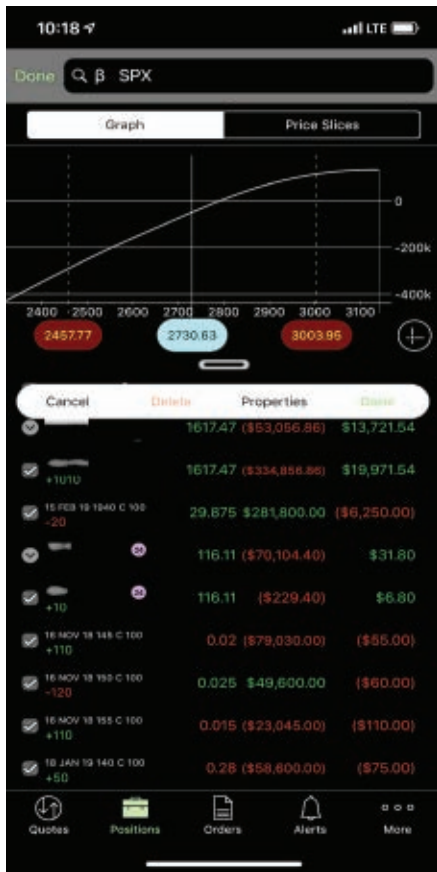 10:18
LTE
Done β SPX
Graph Price Slices
0
-200k
-400k
2400 2500 2600 2700 2800 2900 3000 3100
2457.77 2730.63 3003.95
Cancel Delete Properties Done
1617.47 ($53,056.86) $13,721.54
1617.47 ($334,856.86) $19,971.54
+1010
15 FEB 19 1940 C 100
29.875 $281,800.00 ($6,250.00)
-20
24 116.11 ($70,104.40) $31.80
24 116.11 ($229.40) $6.80
+10
16 NOV 18 145 C 100
0.02 ($79,030.00) ($55.00)
+110
16 NOV 18 150 C 100
0.025 $49,600.00 ($60.00)
-120
16 NOV 18 155 C 100
0.015 ($23,045.00) ($110.00)
+110
18 JAN 19 140 C 100
0.28 ($58,600.00) ($75.00)
+50
Quotes Positions Orders Alerts More